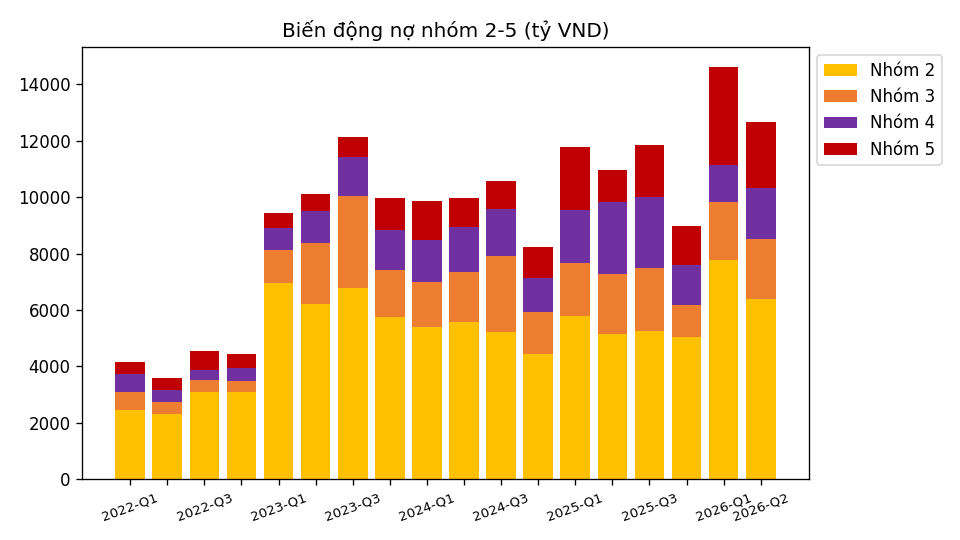 Biến động nợ nhóm 2-5 (tỷ VND)
Nhóm 2
Nhóm 3
Nhóm 4
Nhóm 5
14000
12000
10000
8000
6000
4000
2000
0
2022-Q1
2022-Q3
2023-Q1
2023-Q3
2024-Q1
2024-Q3
2025-Q1
2025-Q3
2026-Q1
2026-Q2